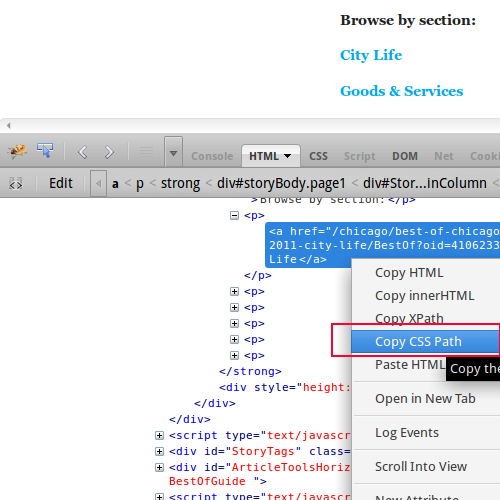 Browse by section:
City Life
Goods & Services
Console HTML CSS Script DOM Net Cooki
Edit a < p < strong < div#storyBody.page1 < div#Stor...inColumn <
>Browse by section:</p>
<p>
<a href="/chicago/best-of-chicago
2011-city-life/BestOf?oid=4106233
Life</a>
</p>
<p>
<p>
<p>
<p>
<p>
</strong>
<div style="height:
</div>
</div>
<script type="text/javascr
<div id="StoryTags" class=
<div id="ArticleToolsHoriz
BestOfGuide ">
<script type="text/javascr
Copy HTML
Copy innerHTML
Copy XPath
Copy CSS Path
Copy the
Paste HTML
Open in New Tab
Log Events
Scroll Into View
New Attribute